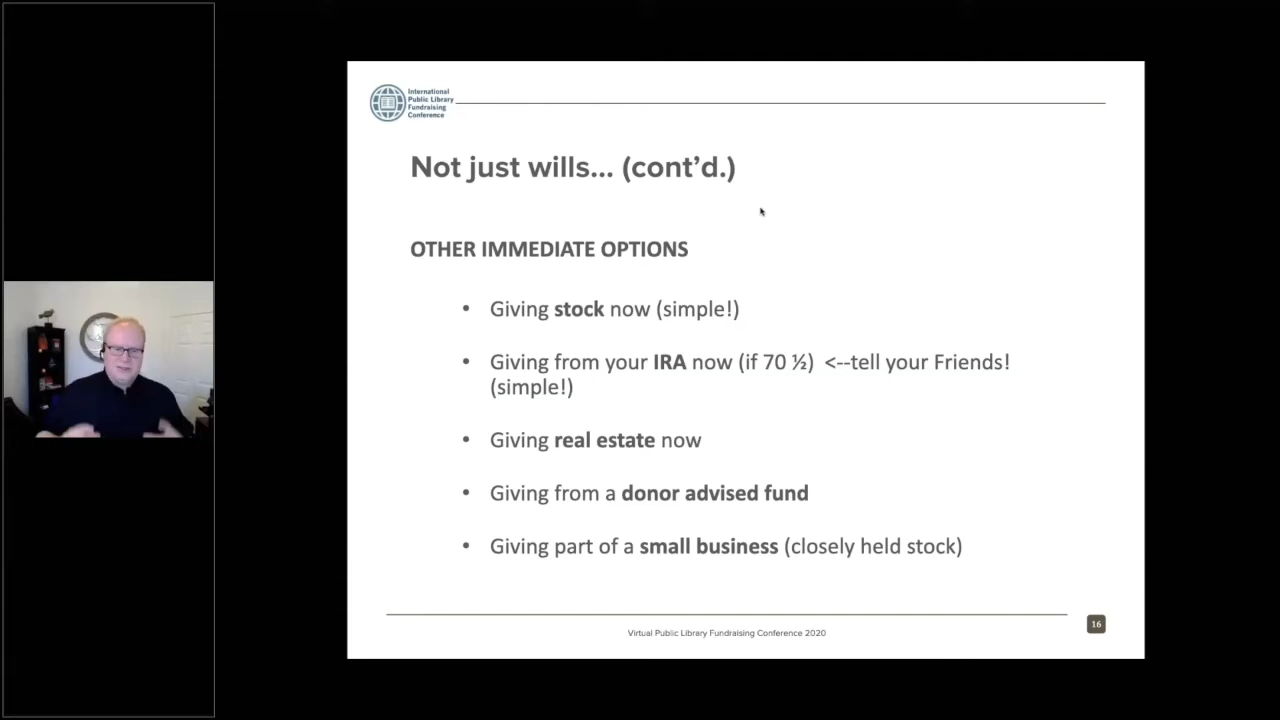 International
Public Library
Fundraising
Conference
Not just wills... (cont’d.)
OTHER IMMEDIATE OPTIONS
• Giving stock now (simple!)
• Giving from your IRA now (if 70 ½) <--tell your Friends!
(simple!)
• Giving real estate now
• Giving from a donor advised fund
• Giving part of a small business (closely held stock)
Virtual Public Library Fundraising Conference 2020
16